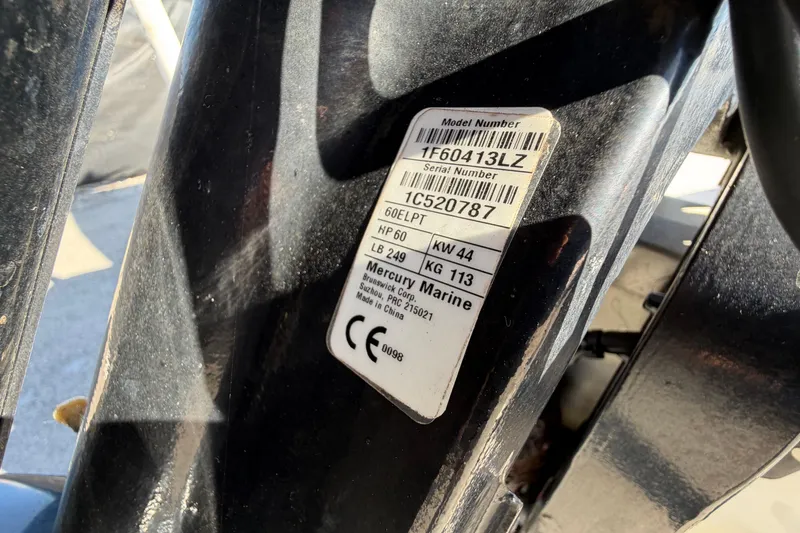 Model Number
1F60413LZ
Serial Number
1C520787
60ELPT
HP 60 KW 44
LB 249 KG 113
Mercury Marine
Brunswick Corp.
Suzhou, PRC 215021
Made in China
CE 0098